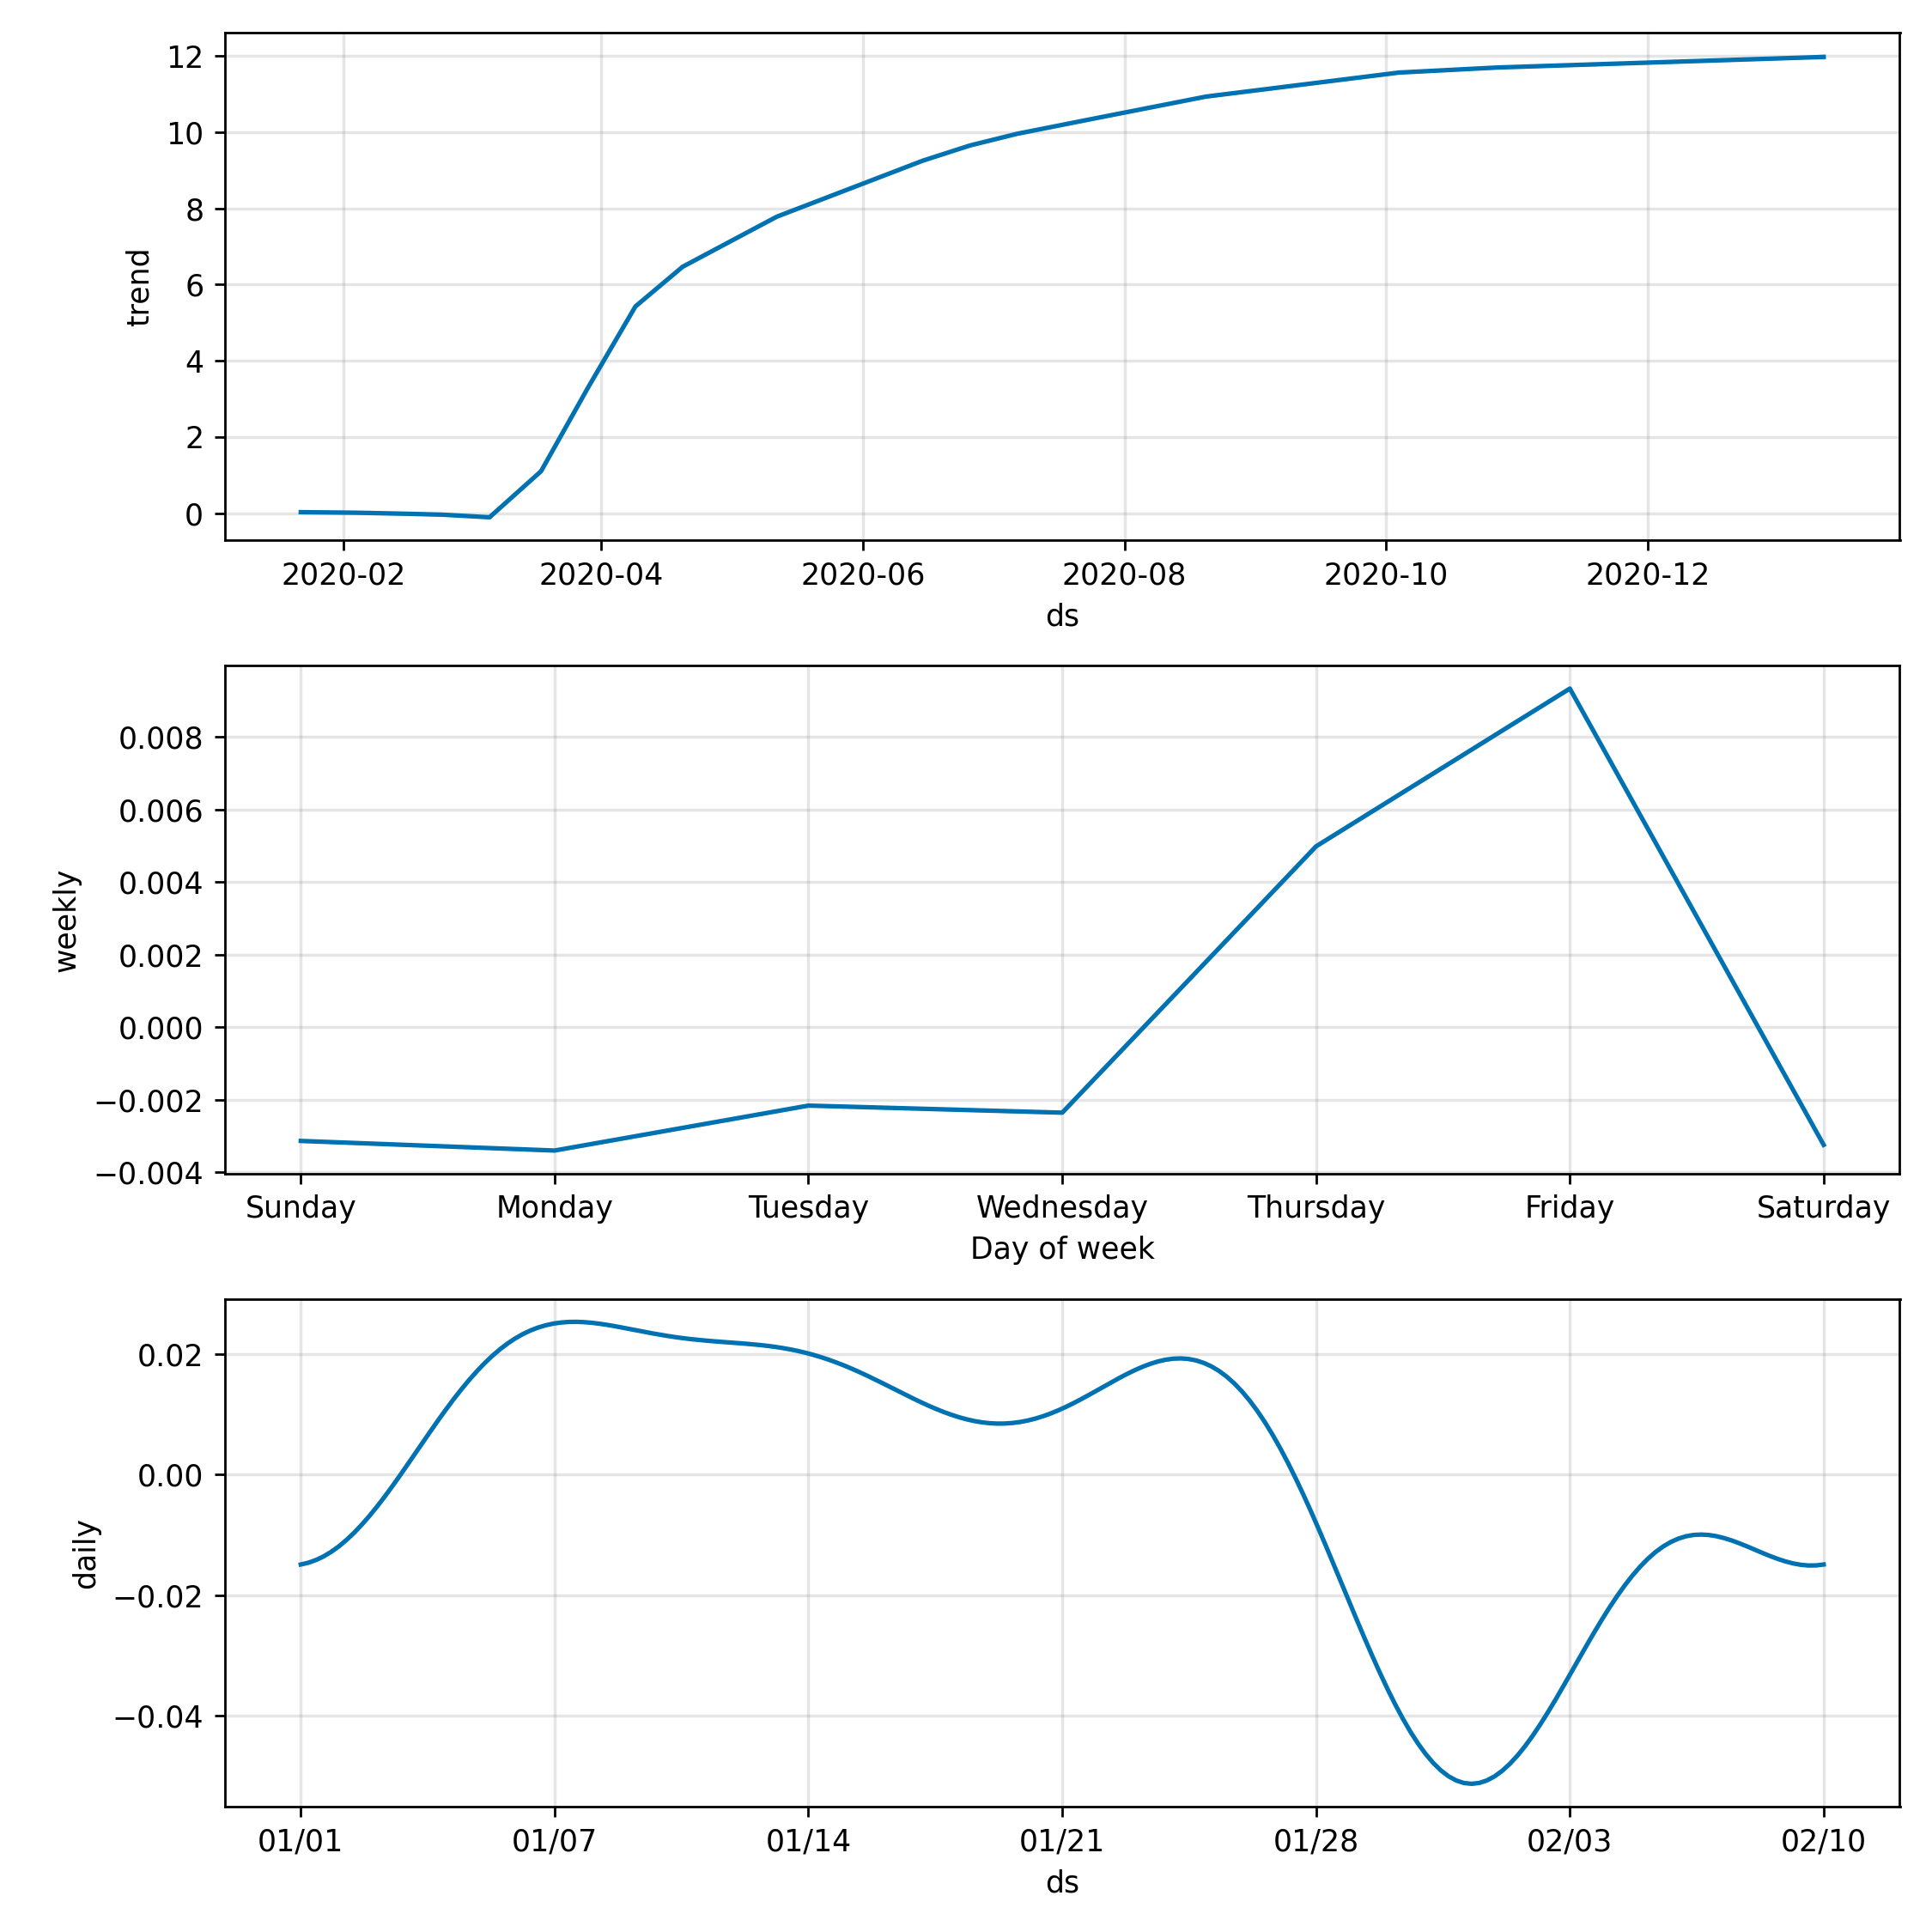 12
10
8
6
4
2
0
trend
2020-02 2020-04 2020-06 2020-08 2020-10 2020-12
ds
0.008
0.006
0.004
0.002
0.000
−0.002
−0.004
weekly
Sunday Monday Tuesday Wednesday Thursday Friday Saturday
Day of week
0.02
0.00
−0.02
−0.04
daily
01/01 01/07 01/14 01/21 01/28 02/03 02/10
ds